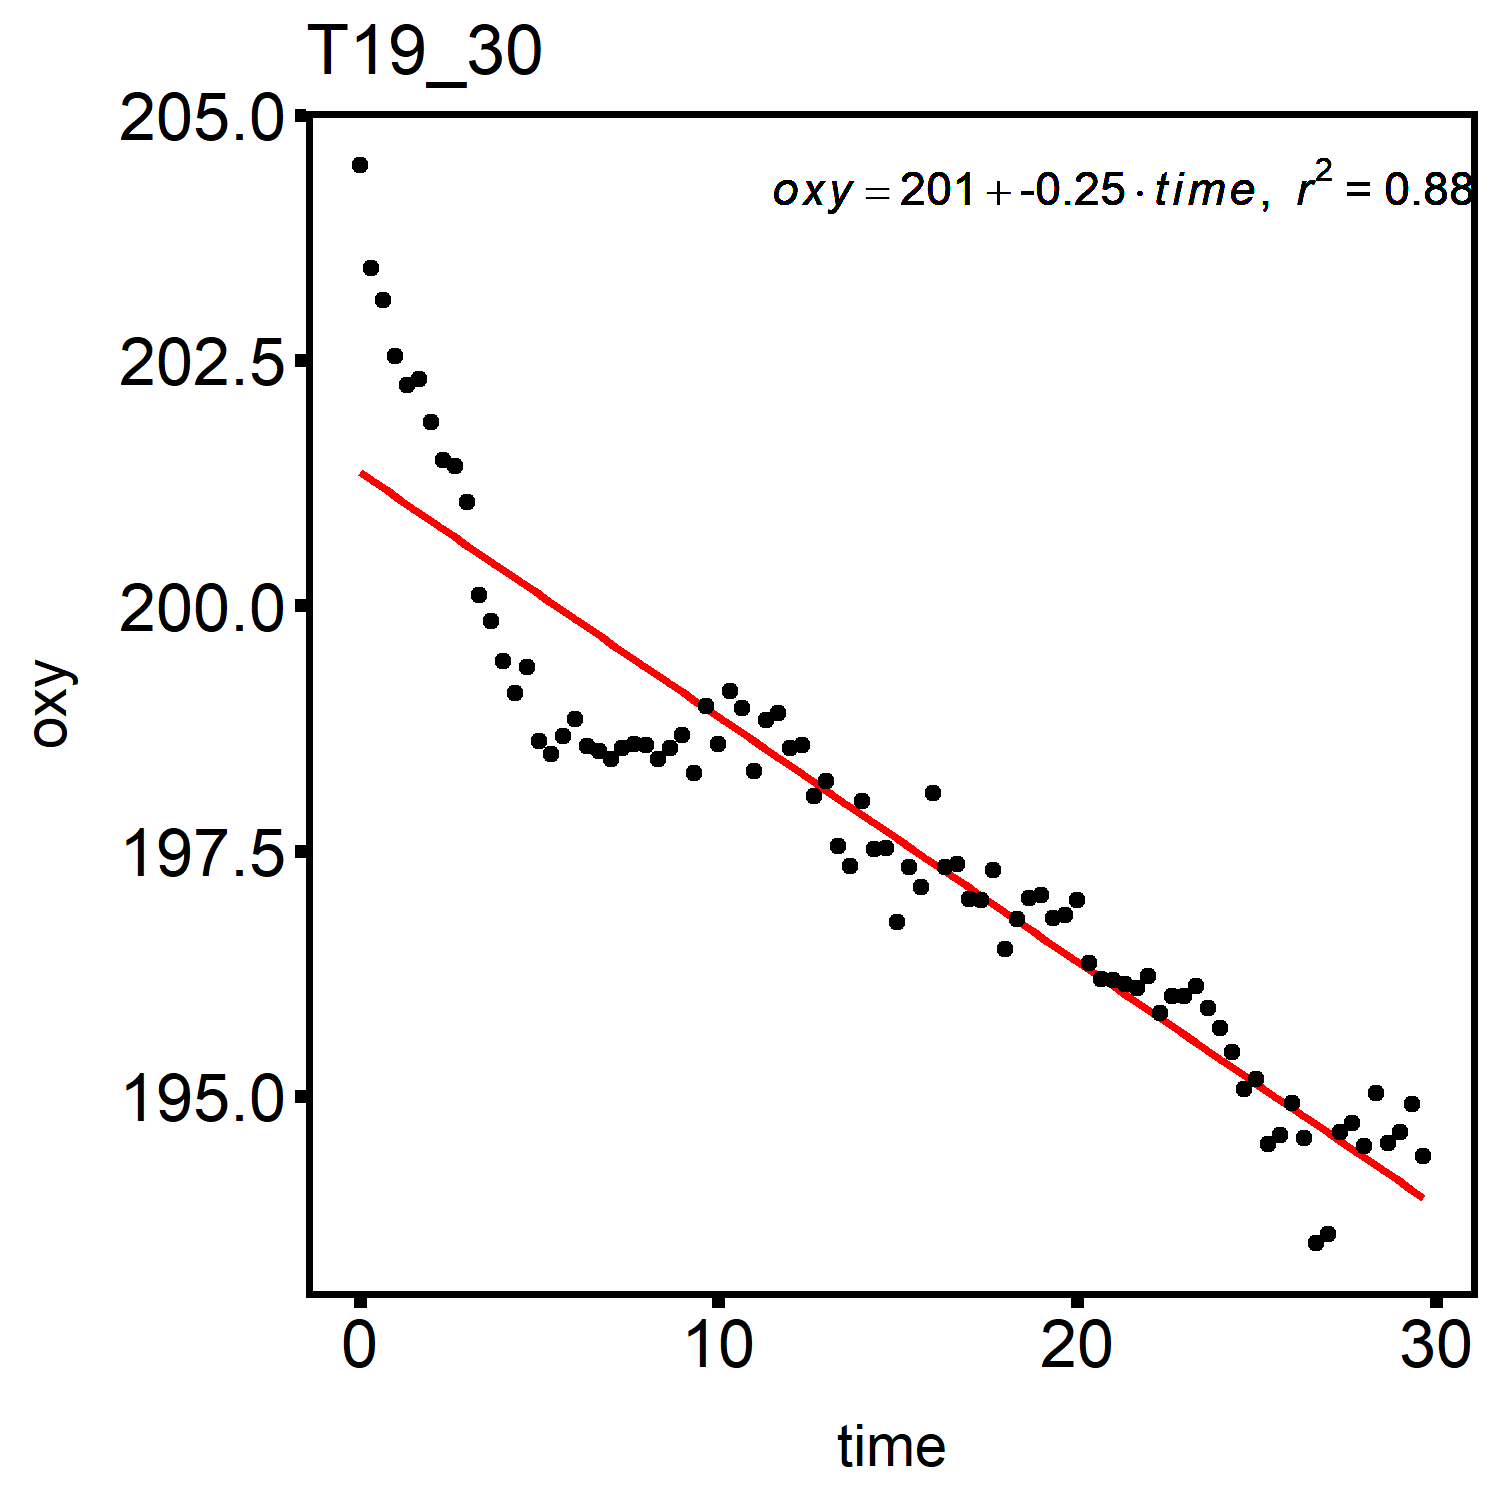 T19_30
205.0
oxy = 201 + -0.25 · time, r² = 0.88
202.5
200.0
oxy
197.5
195.0
0 10 20 30
time